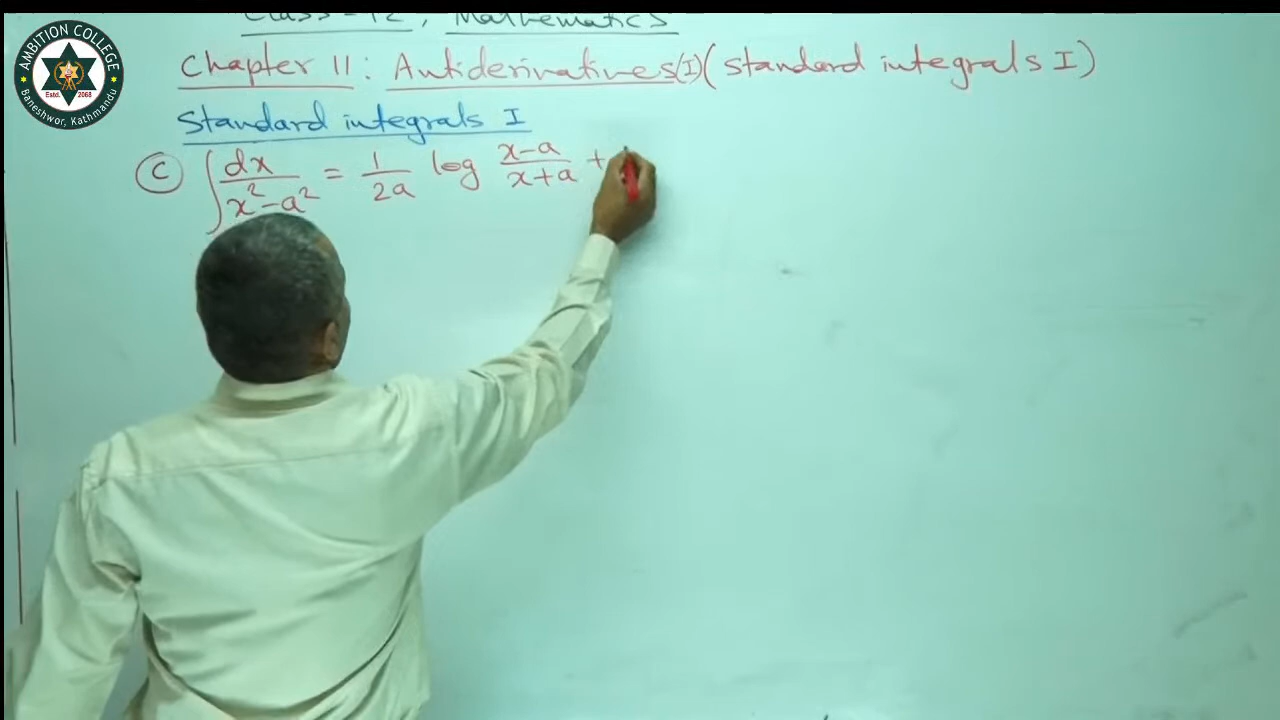 AMBITION COLLEGE
Estd. 2068
Baneshwor, Kathmandu
Class - 12, Mathematics
Chapter 11: Antiderivatives(I)(standard integrals I)
Standard integrals I
(C) ∫ dx/(x²-a²) = 1/2a log (x-a)/(x+a) +